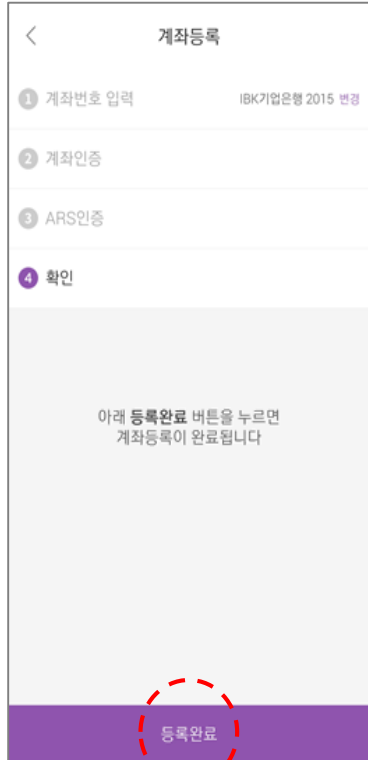 계좌등록
1 계좌번호 입력 IBK기업은행 2015 변경
2 계좌인증
3 ARS인증
4 확인
아래 등록완료 버튼을 누르면
계좌등록이 완료됩니다
등록완료